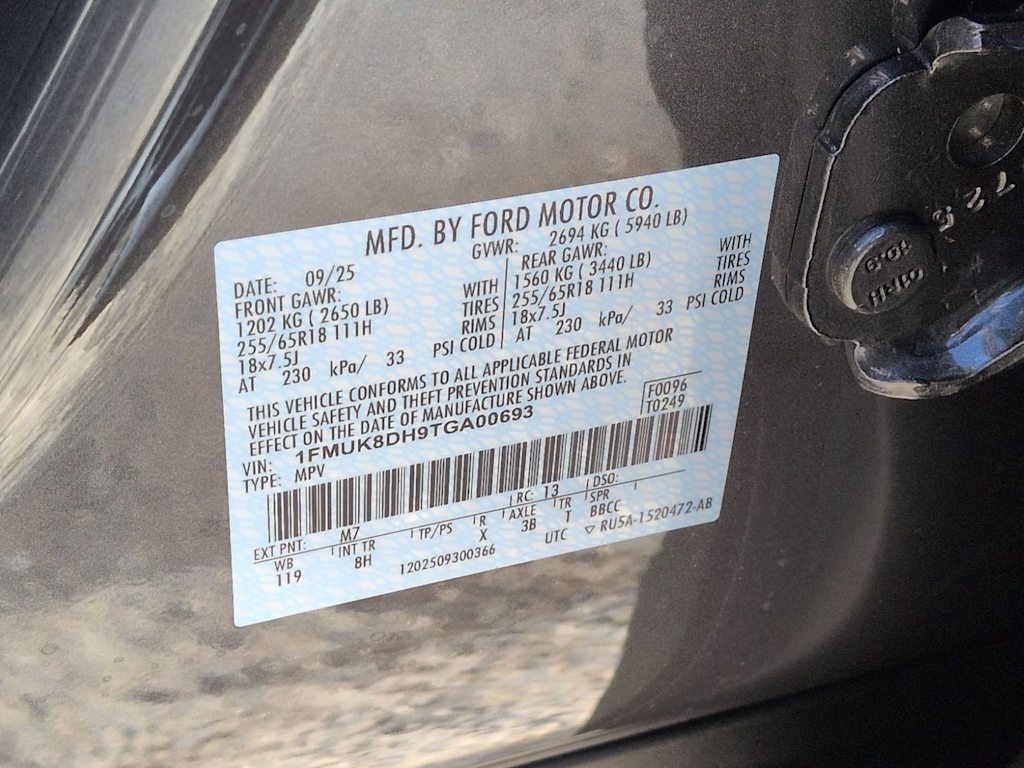 MFD. BY FORD MOTOR CO.
DATE: 09/25 GVWR: 2694 KG ( 5940 LB)
FRONT GAWR: REAR GAWR:
1202 KG ( 2650 LB) WITH 1560 KG ( 3440 LB) WITH
255/65R18 111H TIRES 255/65R18 111H TIRES
18x7.5J RIMS 18x7.5J RIMS
AT 230 kPa/ 33 PSI COLD AT 230 kPa/ 33 PSI COLD
THIS VEHICLE CONFORMS TO ALL APPLICABLE FEDERAL MOTOR
VEHICLE SAFETY AND THEFT PREVENTION STANDARDS IN
EFFECT ON THE DATE OF MANUFACTURE SHOWN ABOVE.
VIN: 1FMUK8DH9TGA00693 F0096
TYPE: MPV T0249
EXT PNT: M7 RC: 13 DSO:
WB INT TR TP/PS R AXLE TR SPR
119 8H X 3B T BBCC
1202509300366 UTC ▽ RU5A-1520472-AB
725